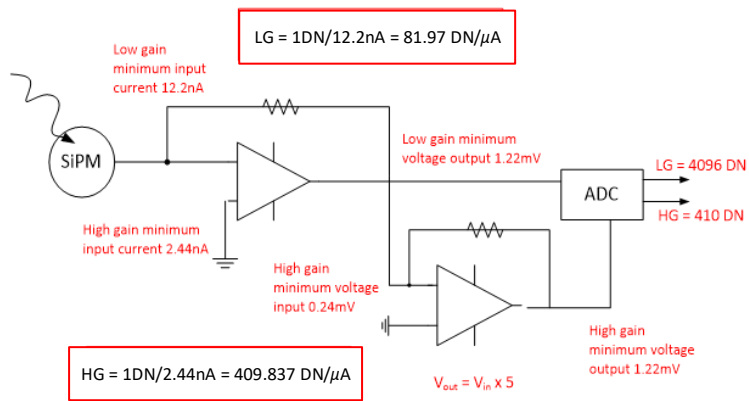 LG = 1DN/12.2nA = 81.97 DN/μA
Low gain
minimum input
current 12.2nA
SiPM
Low gain minimum
voltage output 1.22mV
ADC
LG = 4096 DN
HG = 410 DN
High gain minimum
input current 2.44nA
High gain
minimum voltage
input 0.24mV
High gain
minimum voltage
output 1.22mV
HG = 1DN/2.44nA = 409.837 DN/μA
Vout = Vin x 5